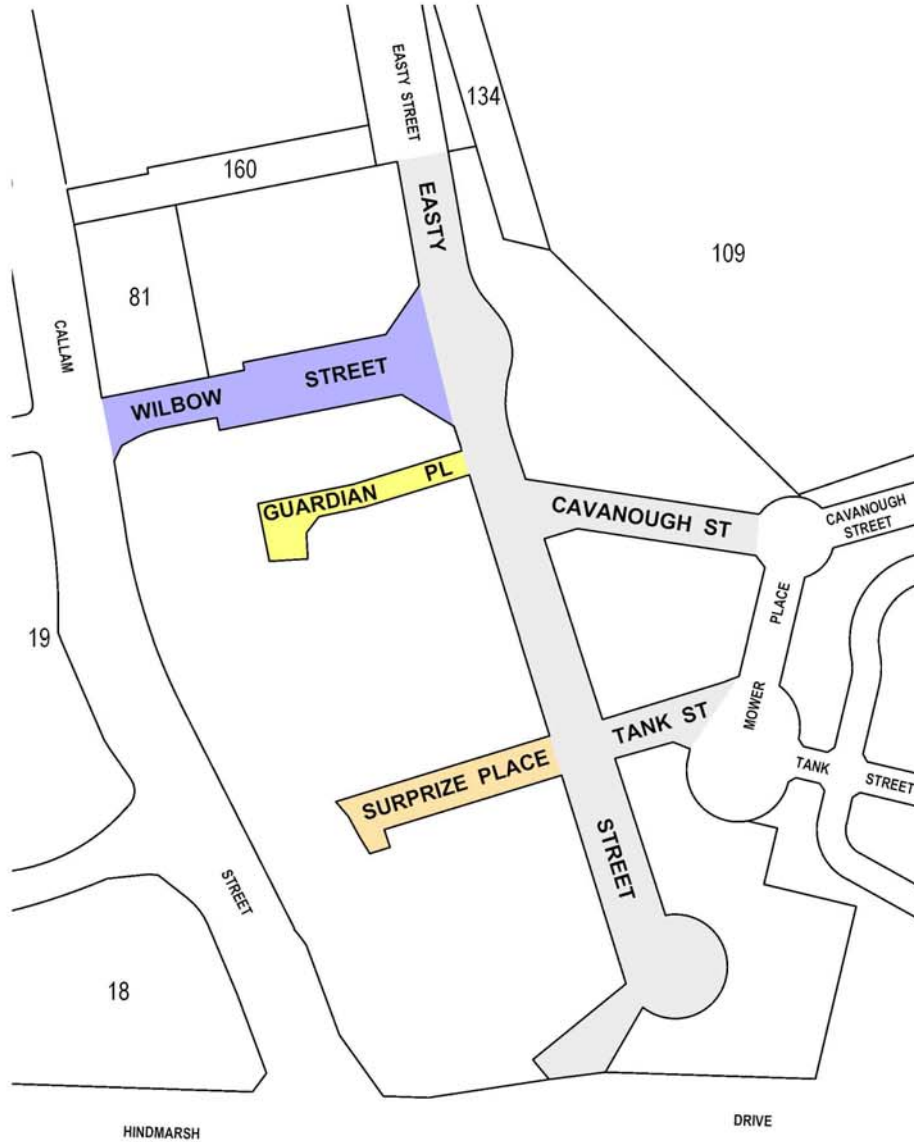 EASTY STREET
134
160
EASTY
109
81
CALLAM
WILBOW
STREET
GUARDIAN
PL
CAVANOUGH ST
CAVANOUGH
STREET
PLACE
19
MOWER
TANK ST
TANK
STREET
SURPRIZE PLACE
STREET
STREET
18
HINDMARSH
DRIVE